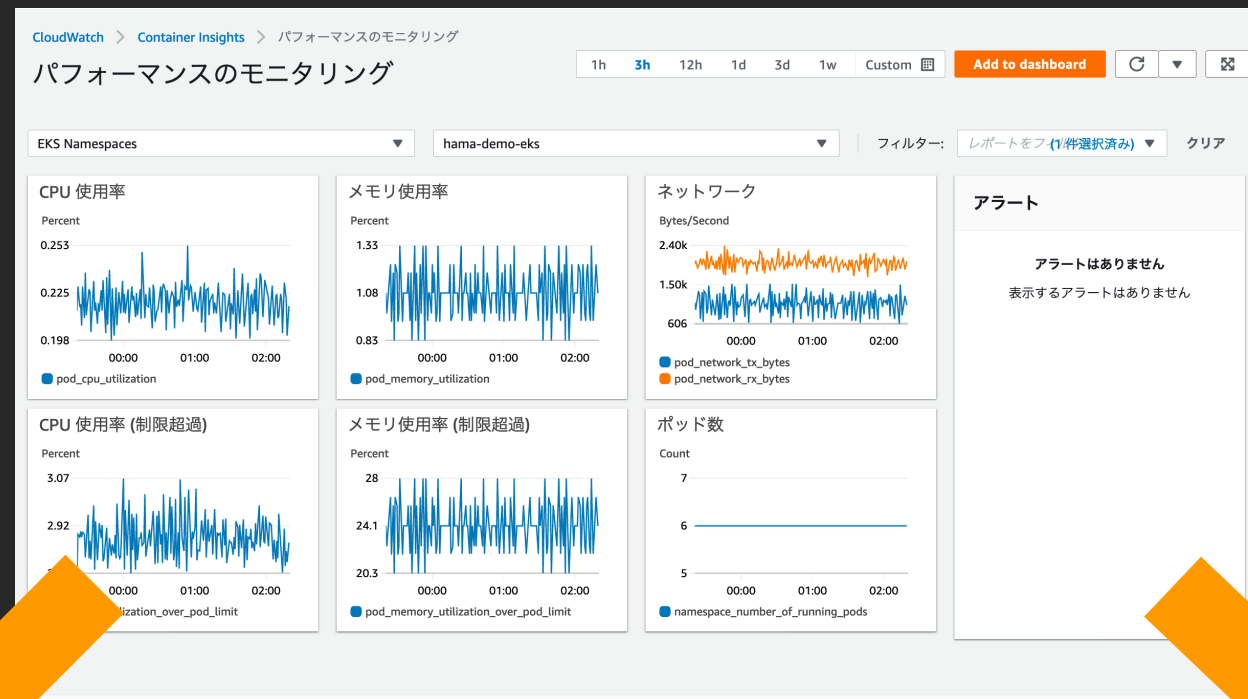 CloudWatch > Container Insights > パフォーマンスのモニタリング
パフォーマンスのモニタリング
1h 3h 12h 1d 3d 1w Custom Add to dashboard
EKS Namespaces hama-demo-eks フィルター: レポートをフィ (1 件選択済み) クリア
CPU 使用率
Percent
0.253
0.225
0.198
00:00 01:00 02:00
pod_cpu_utilization
メモリ使用率
Percent
1.33
1.08
0.83
00:00 01:00 02:00
pod_memory_utilization
ネットワーク
Bytes/Second
2.40k
1.50k
606
00:00 01:00 02:00
pod_network_tx_bytes
pod_network_rx_bytes
アラート
アラートはありません
表示するアラートはありません
CPU 使用率 (制限超過)
Percent
3.07
2.92
00:00 01:00 02:00
ilization_over_pod_limit
メモリ使用率 (制限超過)
Percent
28
24.1
20.3
00:00 01:00 02:00
pod_memory_utilization_over_pod_limit
ポッド数
Count
7
6
5
00:00 01:00 02:00
namespace_number_of_running_pods